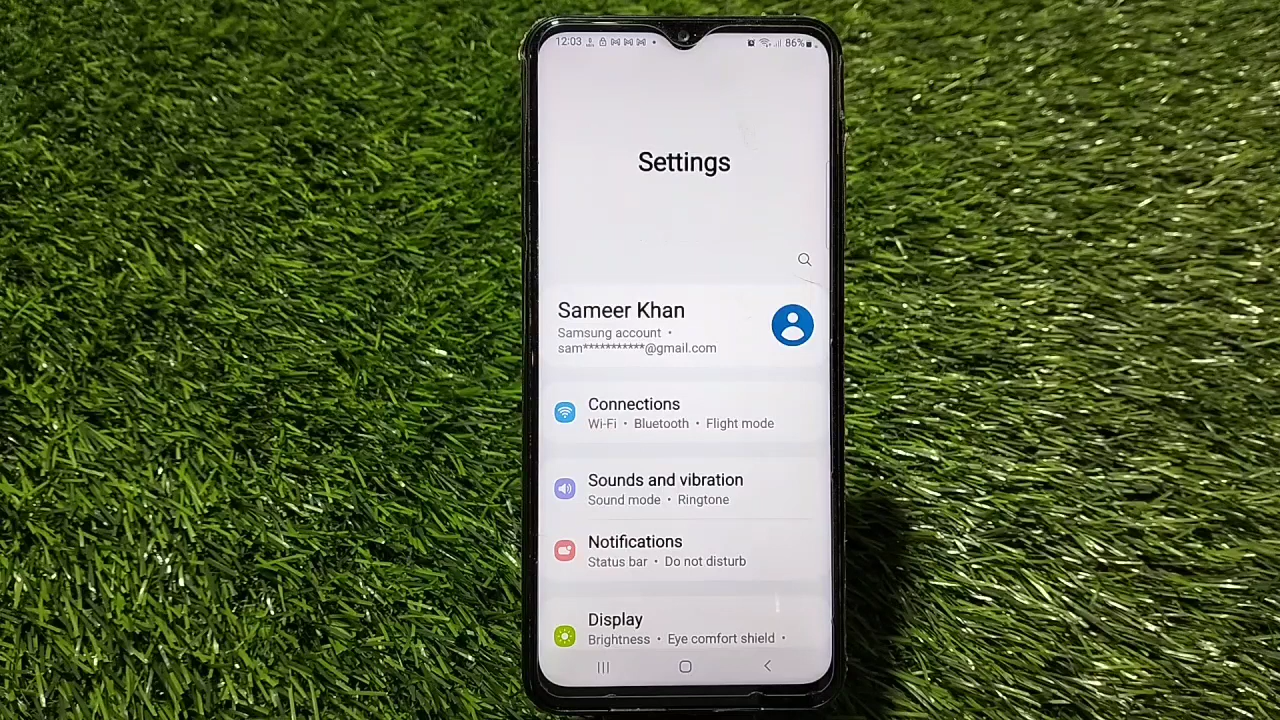 12:03 86%
Settings
Sameer Khan
Samsung account •
sam***********@gmail.com
Connections
Wi-Fi • Bluetooth • Flight mode
Sounds and vibration
Sound mode • Ringtone
Notifications
Status bar • Do not disturb
Display
Brightness • Eye comfort shield •